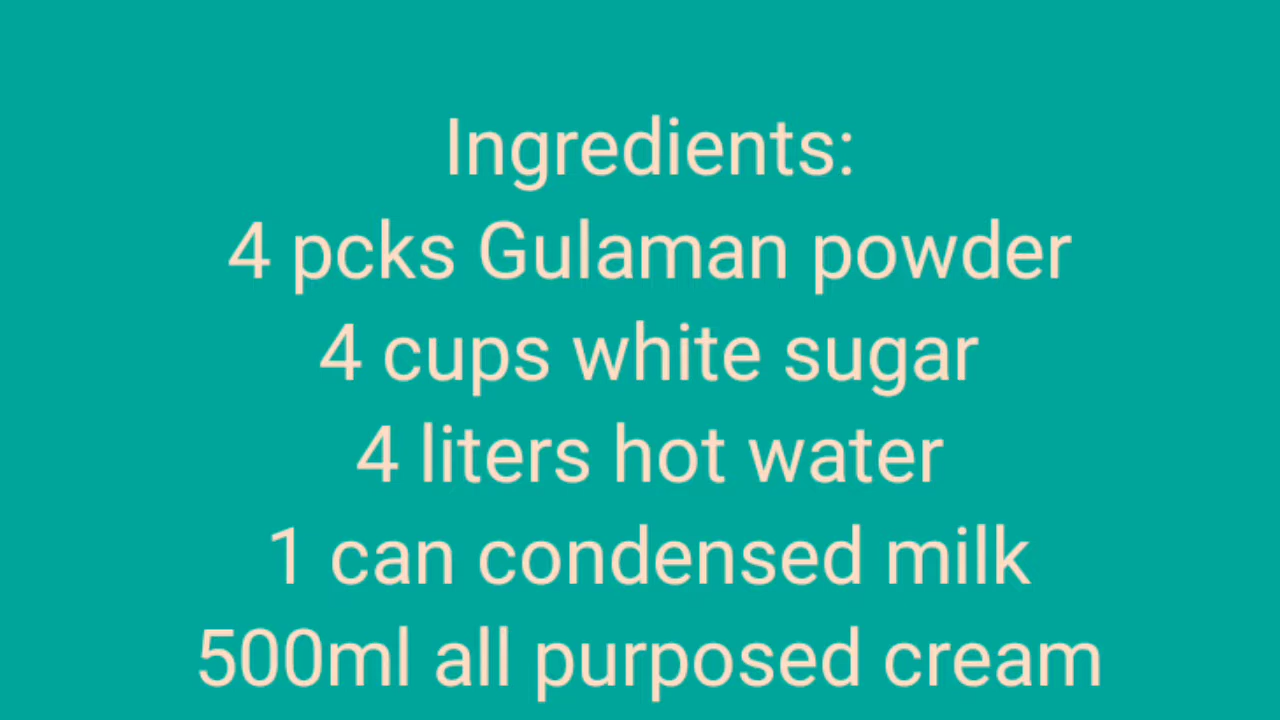 Ingredients:
4 pcks Gulaman powder
4 cups white sugar
4 liters hot water
1 can condensed milk
500ml all purposed cream